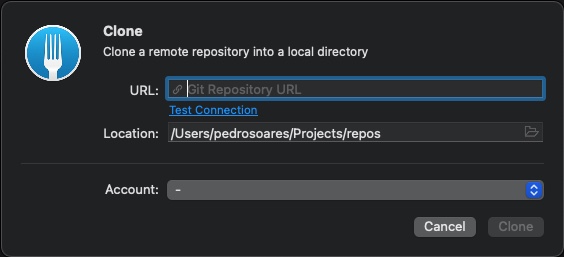 Clone
Clone a remote repository into a local directory
URL: Git Repository URL
Test Connection
Location: /Users/pedrosoares/Projects/repos
Account: -
Cancel Clone